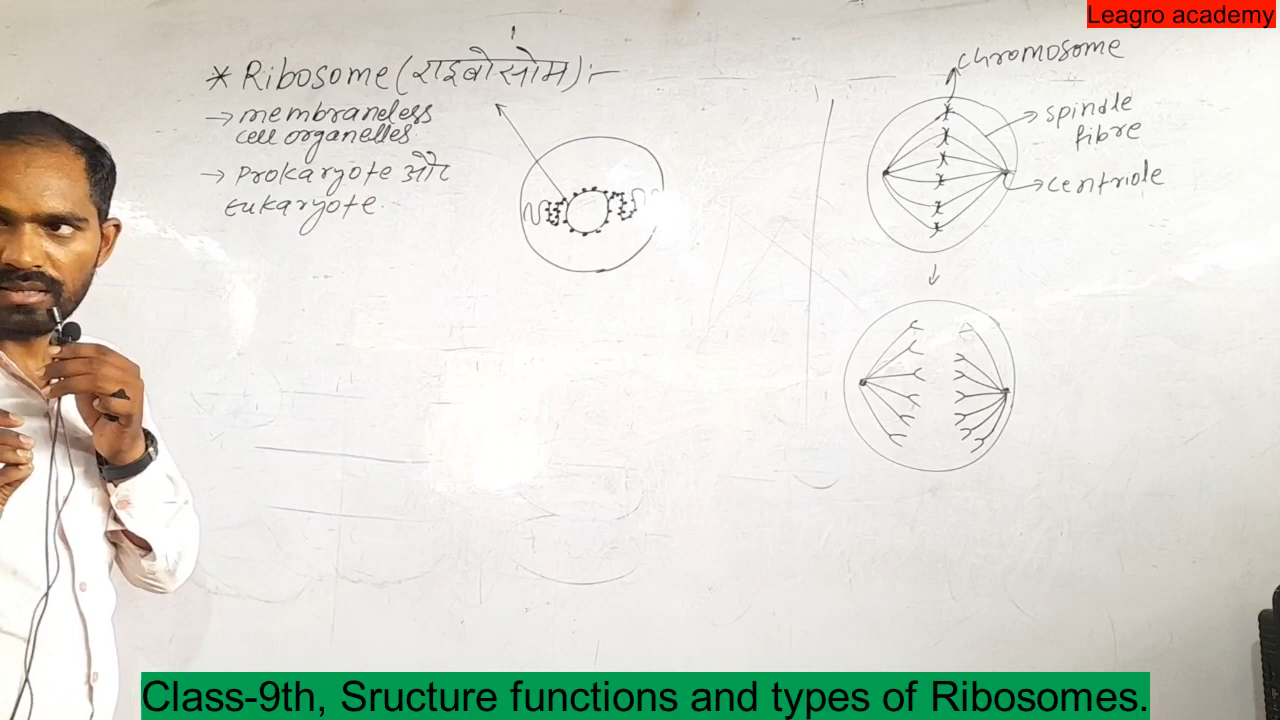 Leagro academy
* Ribosome (राइबोसोम):-
→ membraneless
cell organelles
→ Prokaryote और
Eukaryote.
chromosome
→ spindle
fibre
→ centriole
Class-9th, Sructure functions and types of Ribosomes.